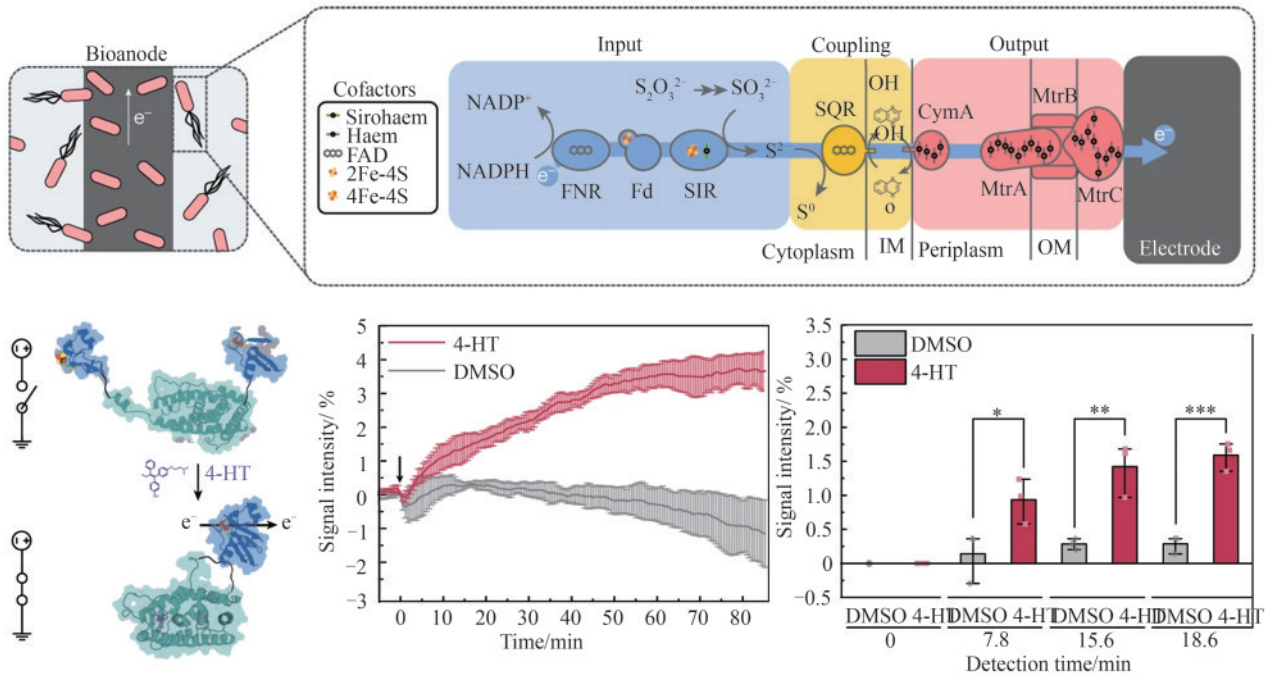 Bioanode
e⁻
Cofactors
Sirohaem
Haem
FAD
2Fe-4S
4Fe-4S
Input
Coupling
Output
NADP⁺
NADPH
e⁻
FNR
Fd
SIR
S₂O₃²⁻
SO₃²⁻
S²⁻
S⁰
SQR
OH
OH
O
CymA
MtrA
MtrB
MtrC
e⁻
Cytoplasm
IM
Periplasm
OM
Electrode
4-HT
e⁻
e⁻
Signal intensity/ %
5
4
3
2
1
0
−1
−2
−3
4-HT
DMSO
0
20
40
60
80
Time/min
Signal intensity/ %
3.5
3.0
2.5
2.0
1.5
1.0
0.5
0
−0.5
DMSO
4-HT
*
**
***
DMSO 4-HT DMSO 4-HT DMSO 4-HT DMSO 4-HT
0 7.8 15.6 18.6
Detection time/min